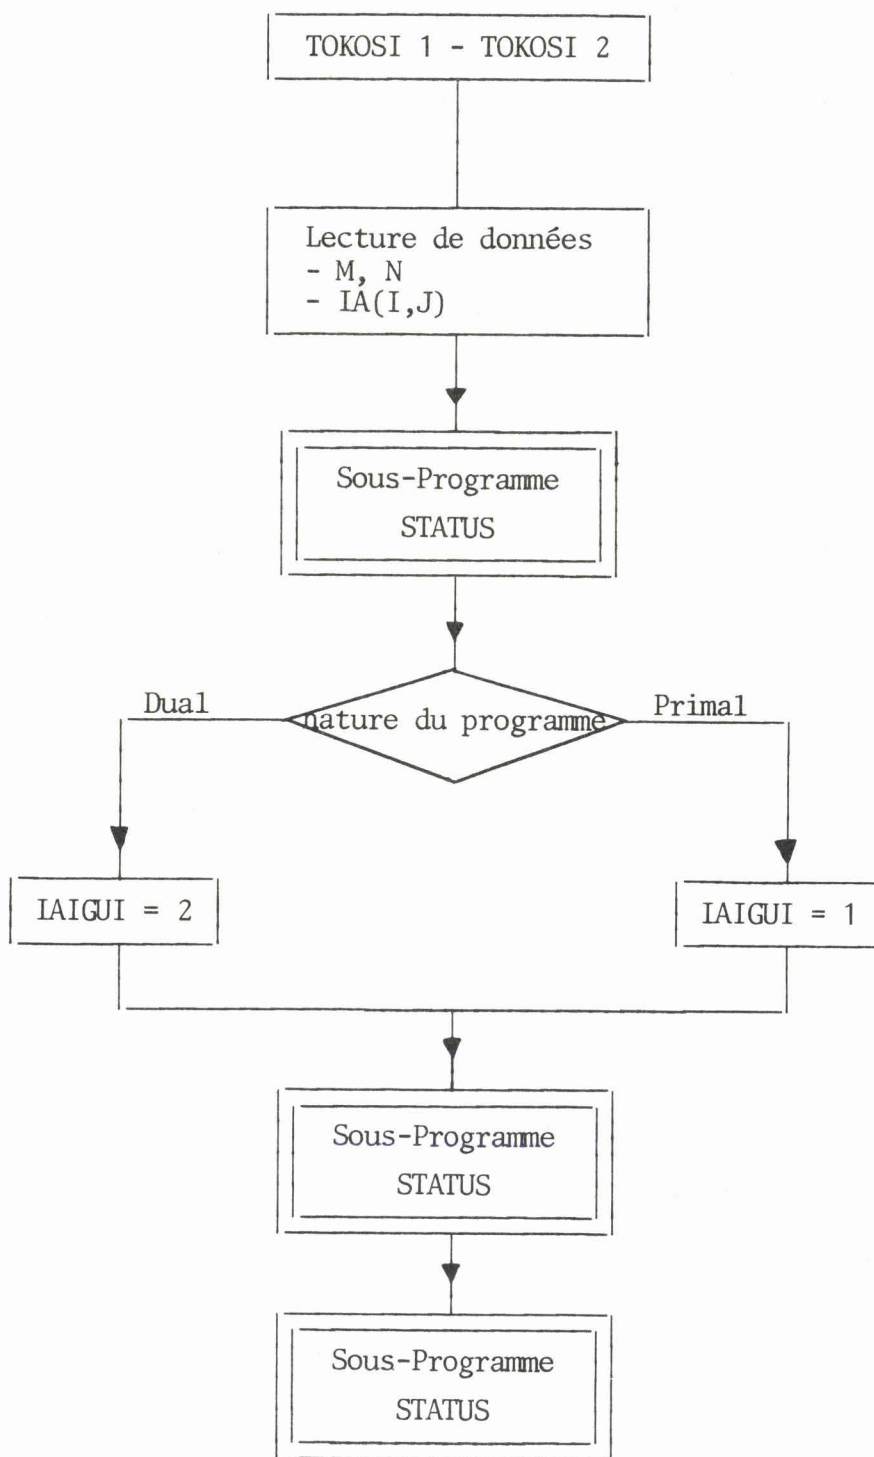 TOKOSI 1 - TOKOSI 2
Lecture de données
- M, N
- IA(I,J)
Sous-Programme
STATUS
nature du programme
Dual
Primal
IAIGUI = 2
IAIGUI = 1
Sous-Programme
STATUS
Sous-Programme
STATUS